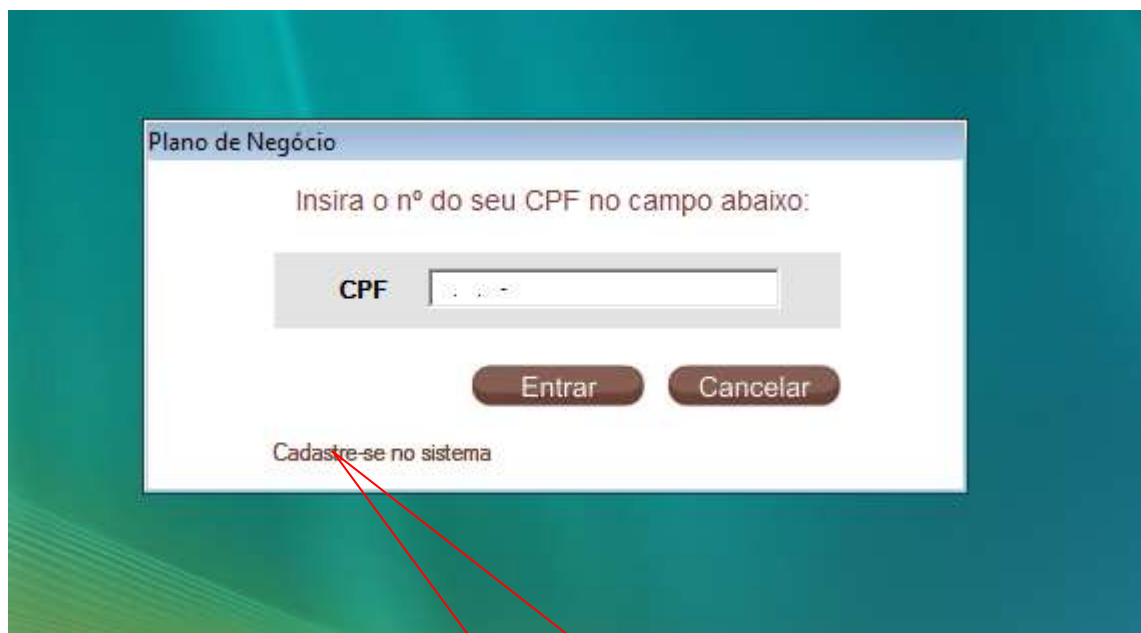 Plano de Negócio
Insira o nº do seu CPF no campo abaixo:
CPF . . -
Entrar Cancelar
Cadastre-se no sistema